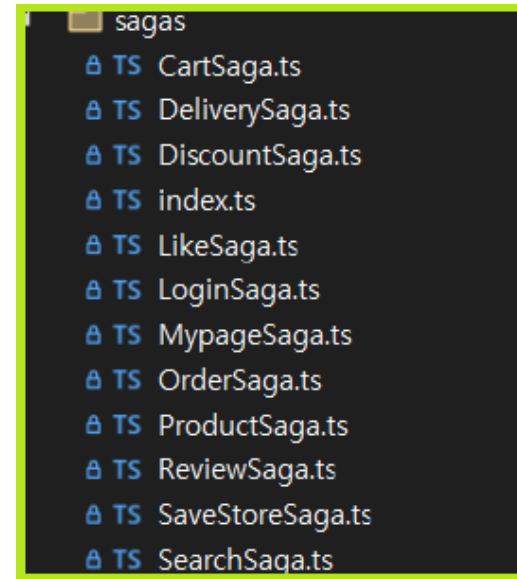 sagas
TS CartSaga.ts
TS DeliverySaga.ts
TS DiscountSaga.ts
TS index.ts
TS LikeSaga.ts
TS LoginSaga.ts
TS MypageSaga.ts
TS OrderSaga.ts
TS ProductSaga.ts
TS ReviewSaga.ts
TS SaveStoreSaga.ts
TS SearchSaga.ts